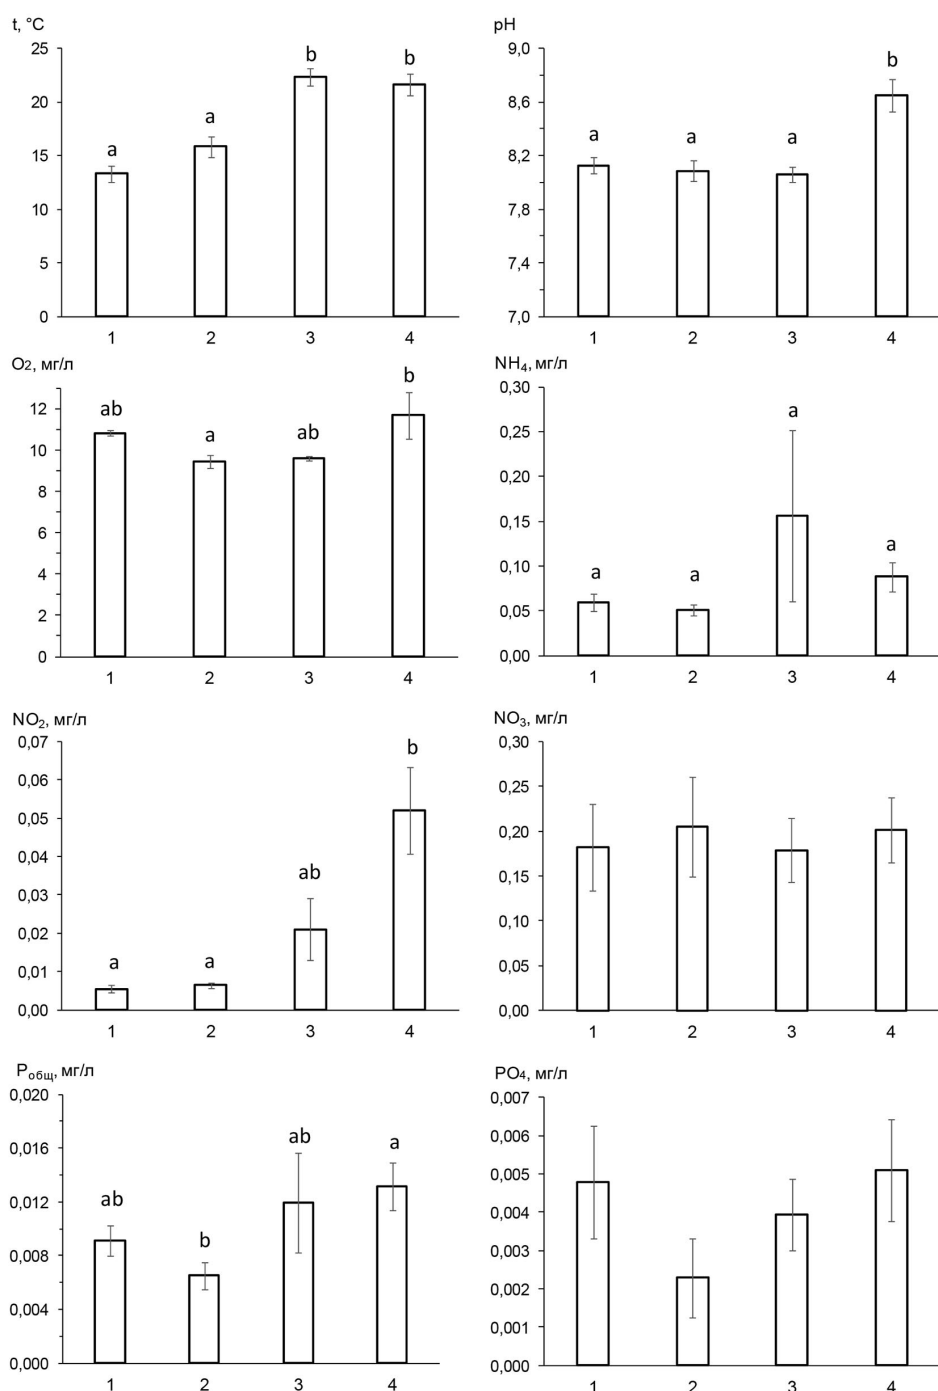 t, °C
25
20
15
10
5
0
a
a
b
b
1 2 3 4
pH
9,0
8,6
8,2
7,8
7,4
7,0
a
a
a
b
1 2 3 4
O2, мг/л
12
10
8
6
4
2
0
ab
a
ab
b
1 2 3 4
NH₄, мг/л
0,30
0,25
0,20
0,15
0,10
0,05
0,00
a
a
a
a
1 2 3 4
NO₂, мг/л
0,07
0,06
0,05
0,04
0,03
0,02
0,01
0,00
a
a
ab
b
1 2 3 4
NO₃, мг/л
0,30
0,25
0,20
0,15
0,10
0,05
0,00
1 2 3 4
Pобщ, мг/л
0,020
0,016
0,012
0,008
0,004
0,000
ab
b
ab
a
1 2 3 4
PO₄, мг/л
0,007
0,006
0,005
0,004
0,003
0,002
0,001
0,000
1 2 3 4